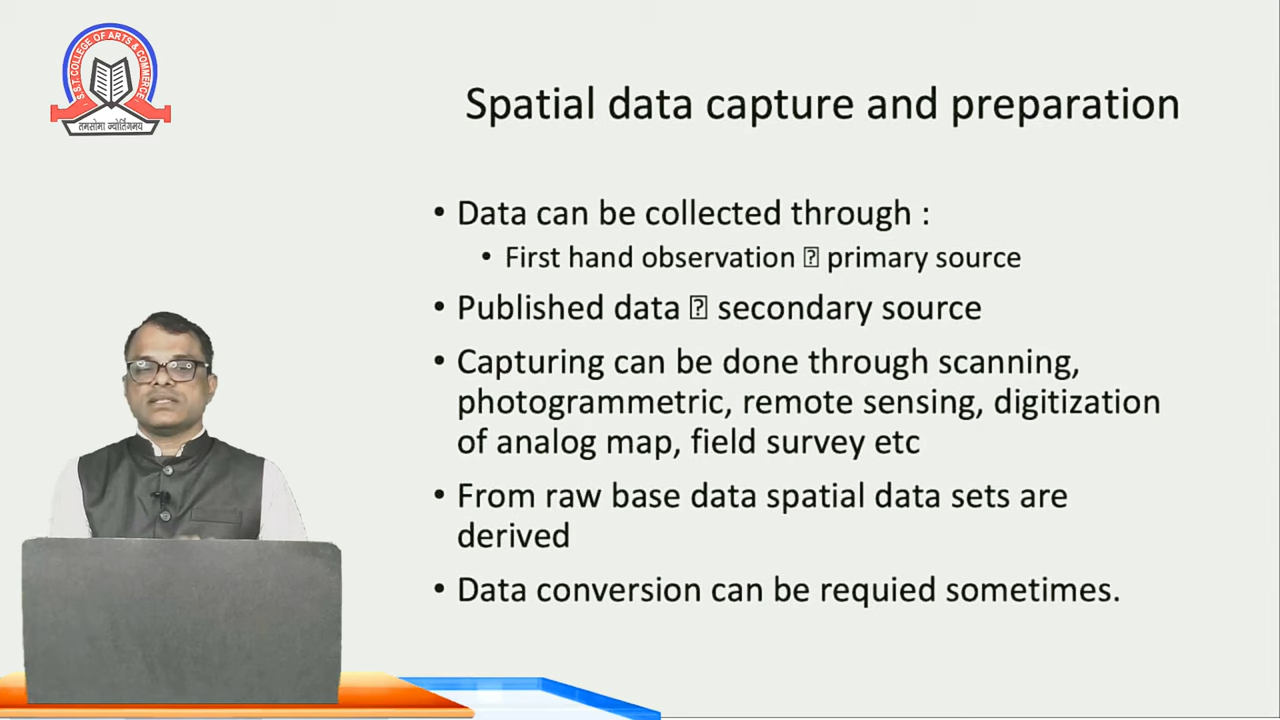 S.S.T. COLLEGE OF ARTS & COMMERCE
तमसोमा ज्योर्तिगमय
Spatial data capture and preparation
• Data can be collected through :
• First hand observation ⍰ primary source
• Published data ⍰ secondary source
• Capturing can be done through scanning,
photogrammetric, remote sensing, digitization
of analog map, field survey etc
• From raw base data spatial data sets are
derived
• Data conversion can be requied sometimes.